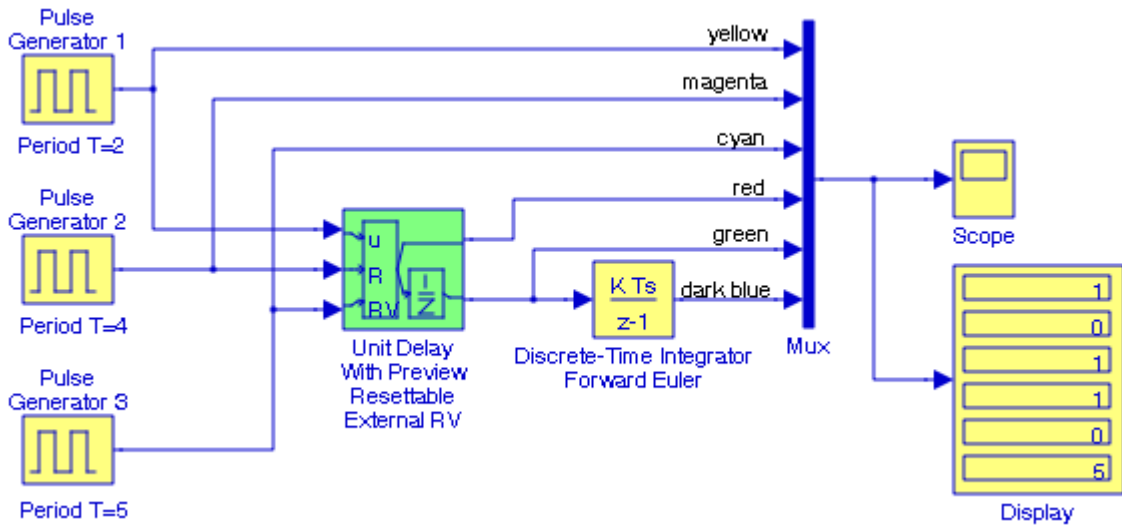 Pulse
Generator 1
Period T=2
Pulse
Generator 2
Period T=4
Pulse
Generator 3
Period T=5
u
R
RV
1
Z
Unit Delay
With Preview
Resettable
External RV
K Ts
z-1
Discrete-Time Integrator
Forward Euler
yellow
magenta
cyan
red
green
dark blue
Mux
Scope
1
0
1
1
0
5
Display